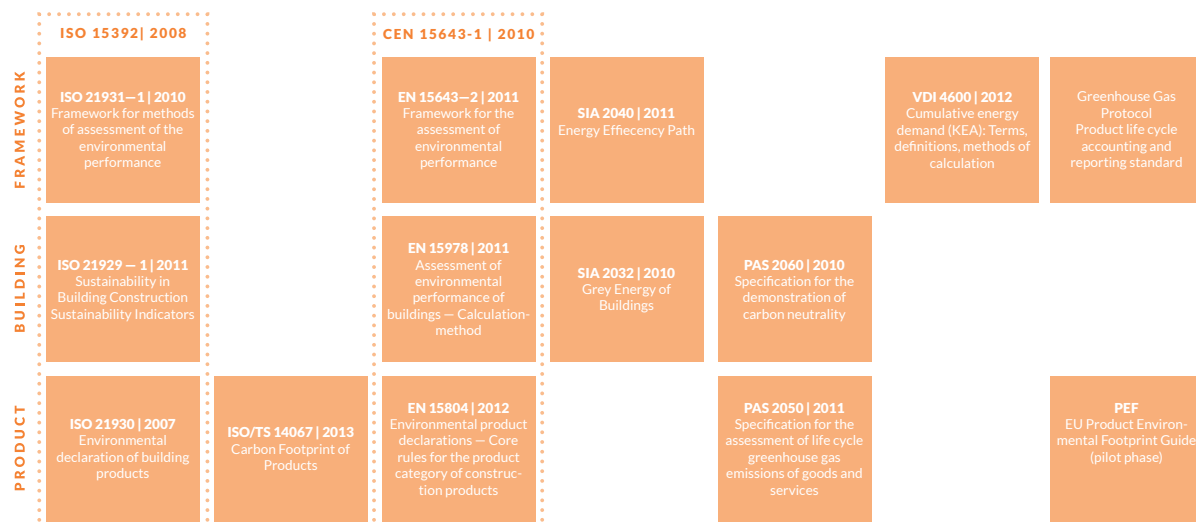 ISO 15392| 2008
CEN 15643-1 | 2010
FRAMEWORK
ISO 21931—1 | 2010
Framework for methods
of assessment of the
environmental
performance
EN 15643—2 | 2011
Framework for the
assessment of
environmental
performance
SIA 2040 | 2011
Energy Effiecency Path
VDI 4600 | 2012
Cumulative energy
demand (KEA): Terms,
definitions, methods of
calculation
Greenhouse Gas
Protocol
Product life cycle
accounting and
reporting standard
BUILDING
ISO 21929 — 1 | 2011
Sustainability in
Building Construction
Sustainability Indicators
EN 15978 | 2011
Assessment of
environmental
performance of
buildings — Calculation-
method
SIA 2032 | 2010
Grey Energy of
Buildings
PAS 2060 | 2010
Specification for the
demonstration of
carbon neutrality
PRODUCT
ISO 21930 | 2007
Environmental
declaration of building
products
ISO/TS 14067 | 2013
Carbon Footprint of
Products
EN 15804 | 2012
Environmental product
declarations — Core
rules for the product
category of construc-
tion products
PAS 2050 | 2011
Specification for the
assessment of life cycle
greenhouse gas
emissions of goods and
services
PEF
EU Product Environ-
mental Footprint Guide
(pilot phase)